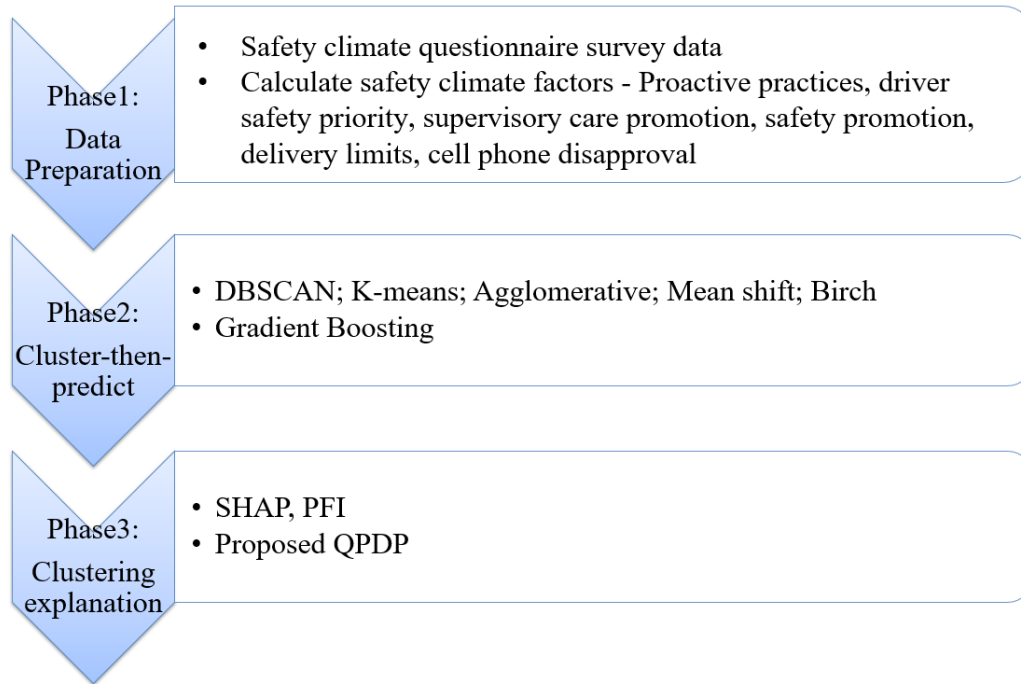 Phase1:
Data
Preparation
• Safety climate questionnaire survey data
• Calculate safety climate factors - Proactive practices, driver
safety priority, supervisory care promotion, safety promotion,
delivery limits, cell phone disapproval
Phase2:
Cluster-then-
predict
• DBSCAN; K-means; Agglomerative; Mean shift; Birch
• Gradient Boosting
Phase3:
Clustering
explanation
• SHAP, PFI
• Proposed QPDP